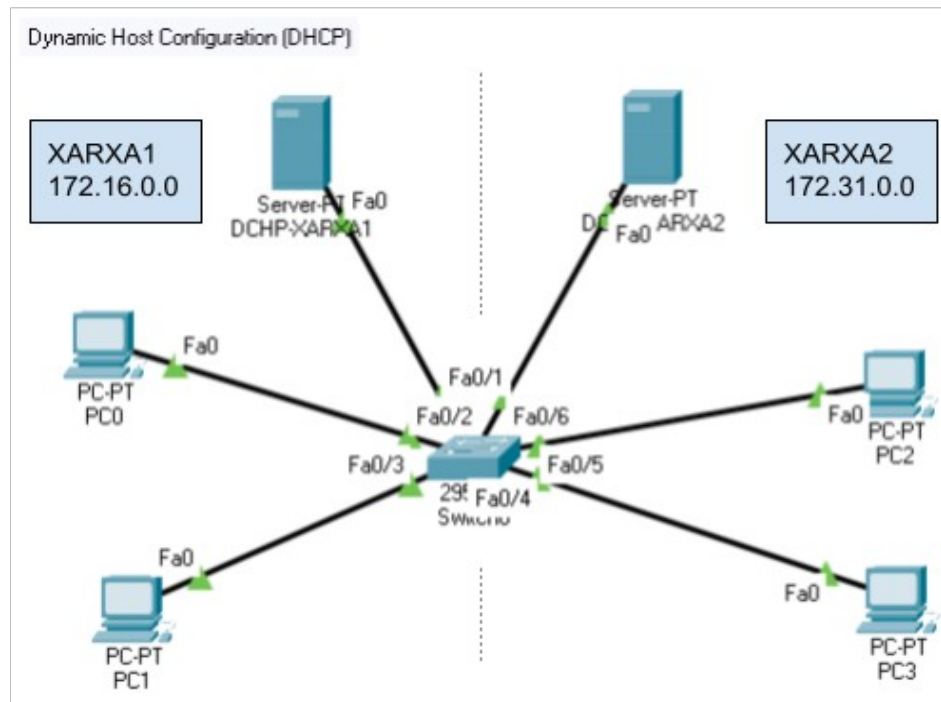 Dynamic Host Configuration (DHCP)
XARXA1
172.16.0.0
XARXA2
172.31.0.0
Fa0
DCHP-XARXA1
Server-PT
Fa0
Fa0
PC-PT
PC0
Fa0/1
Fa0/2
Fa0/6
Fa0
PC-PT
PC2
Fa0/3
Fa0/5
Fa0/4
Fa0
PC-PT
PC1
Fa0
PC-PT
PC3